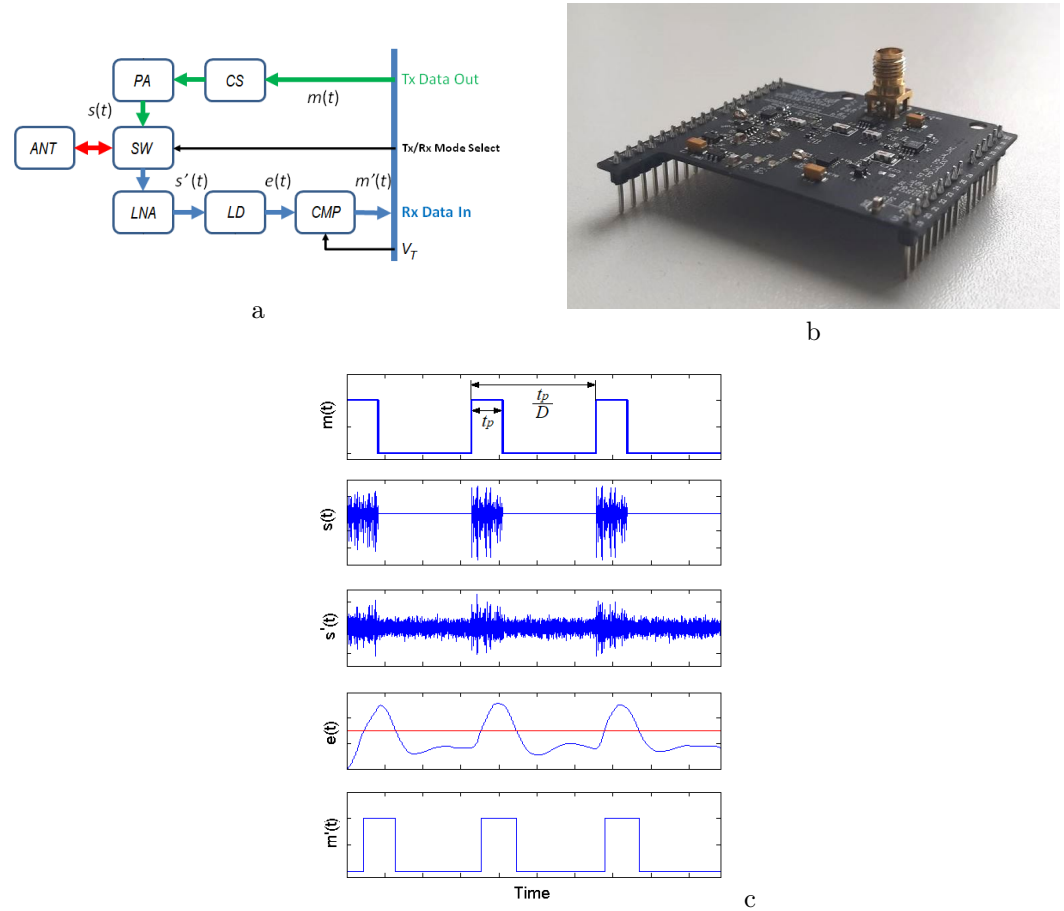 PA
CS
Tx Data Out
m(t)
s(t)
ANT
SW
Tx/Rx Mode Select
s'(t)
e(t)
m'(t)
LNA
LD
CMP
Rx Data In
V_T
a
b
m(t)
t_p
t_p/D
s(t)
s'(t)
e(t)
m'(t)
Time
c